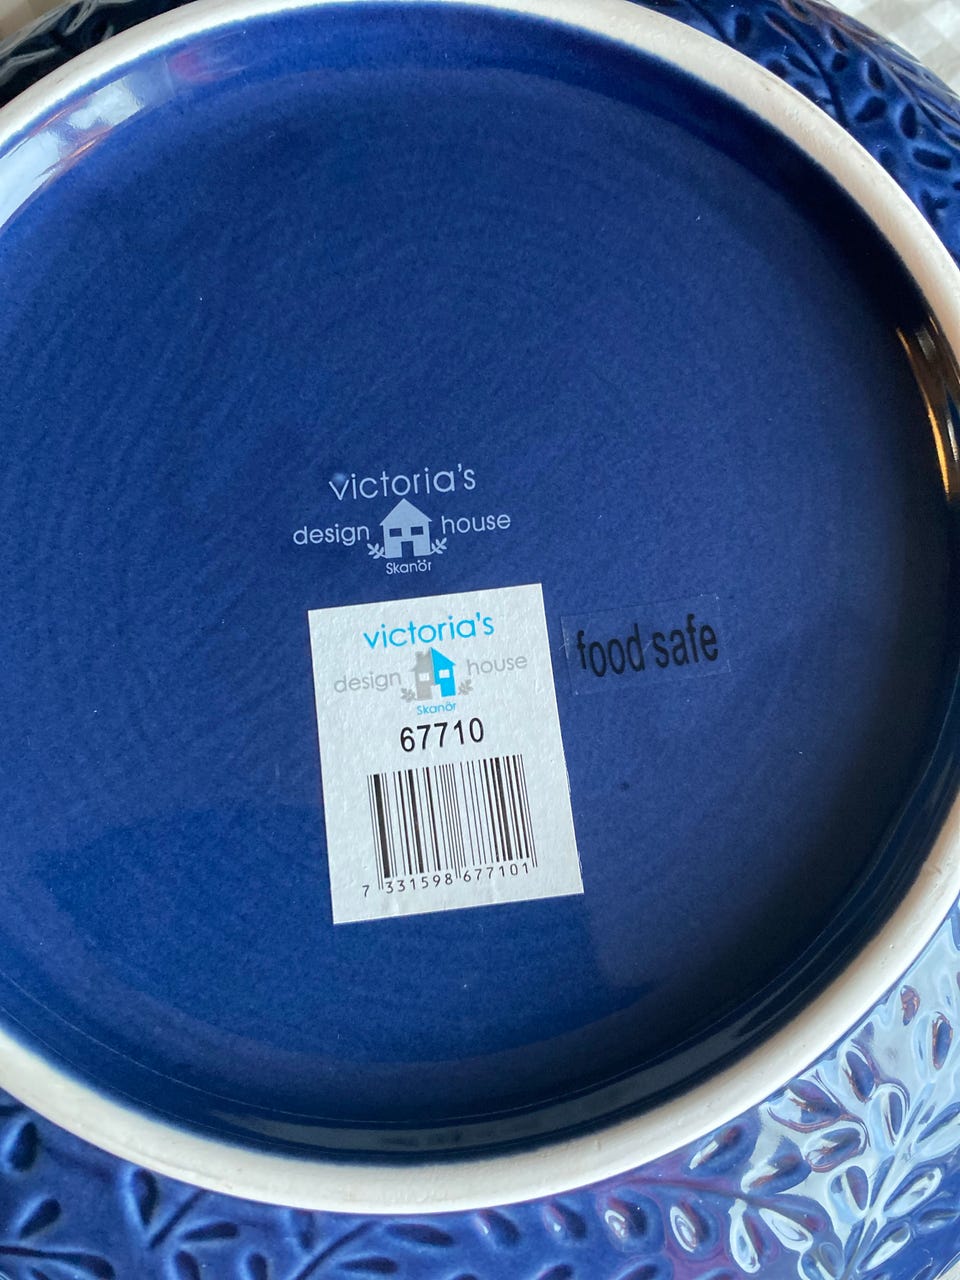 victoria's
design house
Skanör
victoria's
design house
Skanör
67710
7 331598 677101
food safe